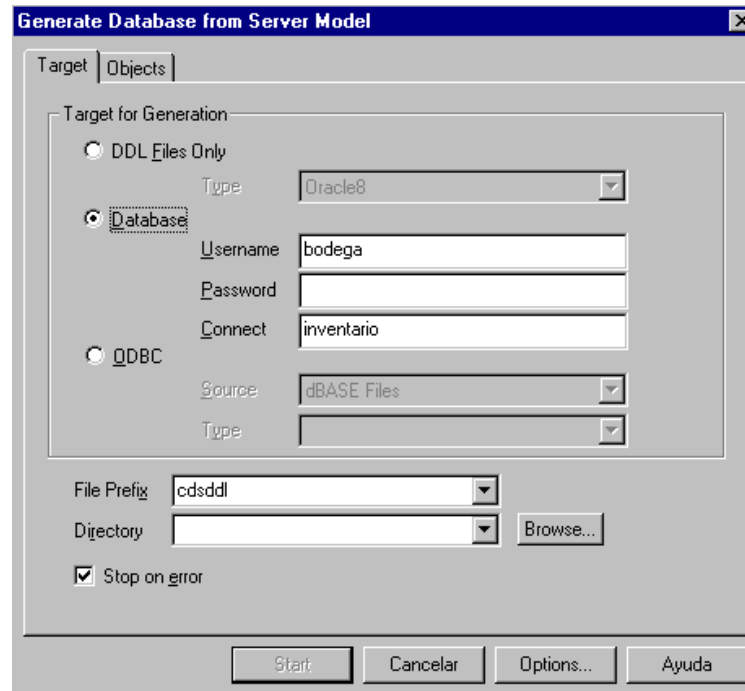 Generate Database from Server Model
Target Objects
Target for Generation
DDL Files Only
Type Oracle8
Database
Username bodega
Password
Connect inventario
ODBC
Source dBASE Files
Type
File Prefix cdsddl
Directory Browse...
Stop on error
Start Cancelar Options... Ayuda